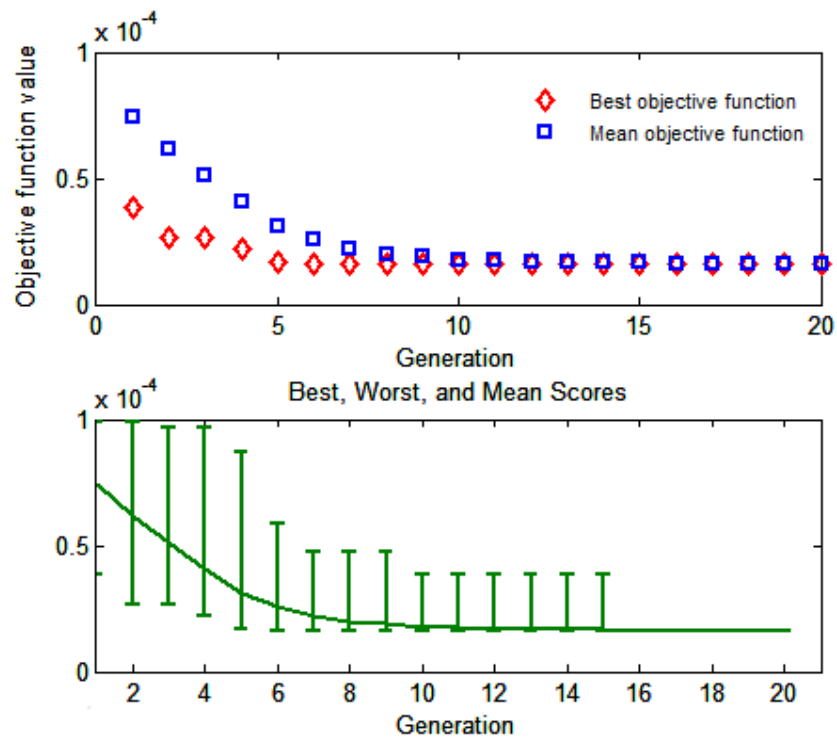 1 x 10-4
Objective function value
0.5
0
Best objective function
Mean objective function
0 5 10 15 20
Generation
Best, Worst, and Mean Scores
1 x 10-4
0.5
0
2 4 6 8 10 12 14 16 18 20
Generation